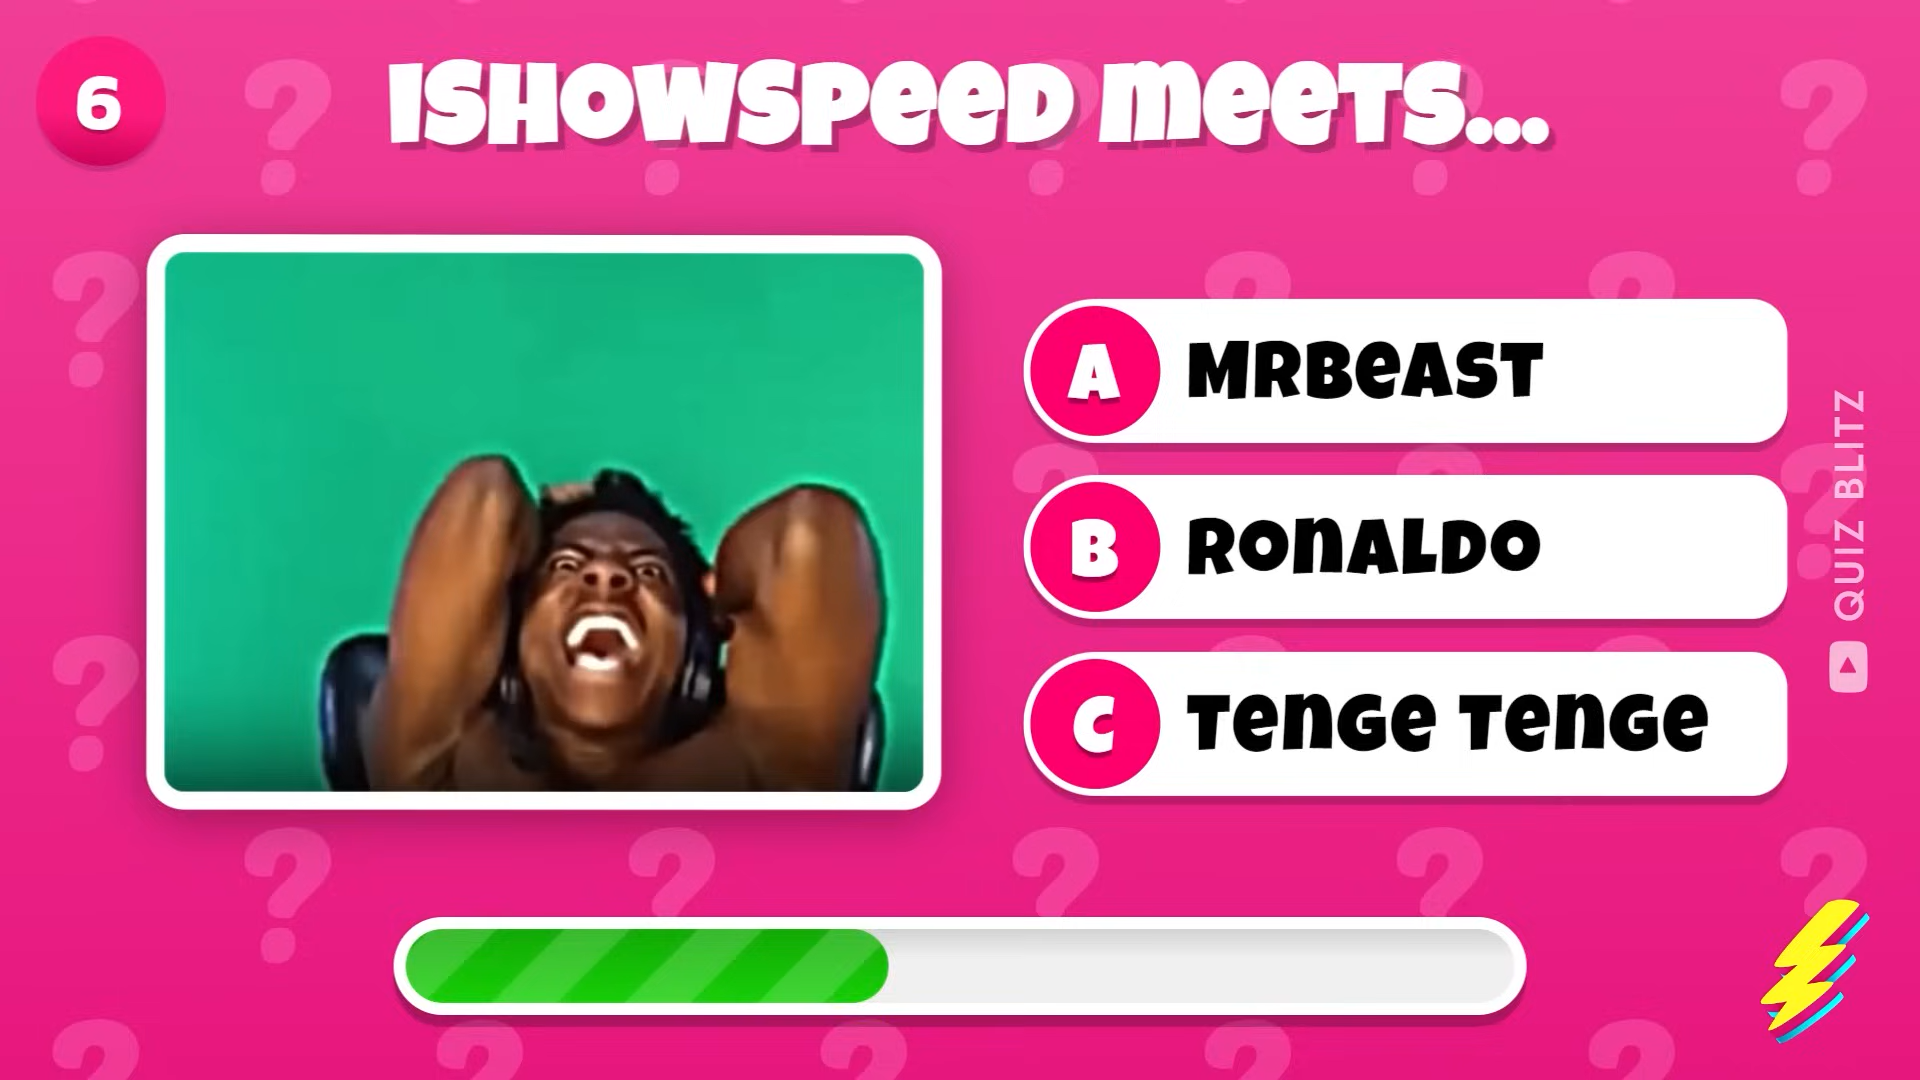 6
ISHOWSPEED MEETS...
A MRBEAST
B RONALDO
C TENGE TENGE
QUIZ BLITZ